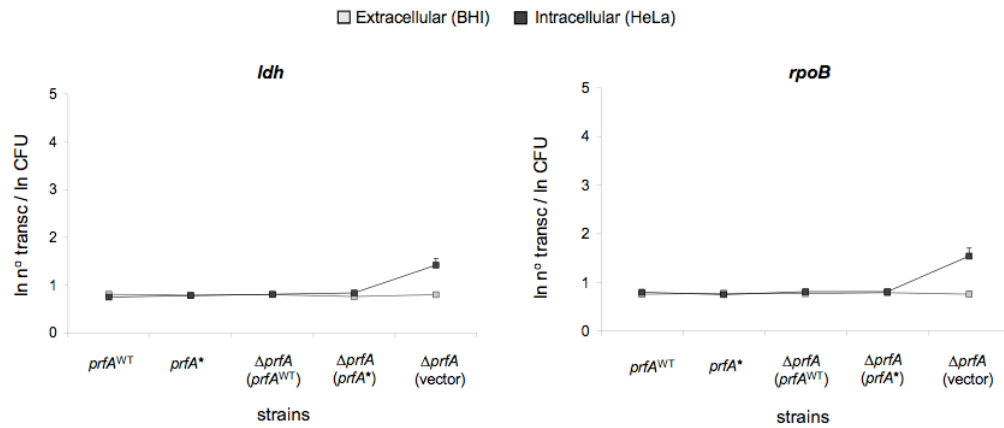 Extracellular (BHI) Intracellular (HeLa)
ldh
5
4
3
2
1
0
ln nº transc / ln CFU
prfAWT prfA* ΔprfA (prfAWT) ΔprfA (prfA*) ΔprfA (vector)
strains
rpoB
5
4
3
2
1
0
ln nº transc / ln CFU
prfAWT prfA* ΔprfA (prfAWT) ΔprfA (prfA*) ΔprfA (vector)
strains